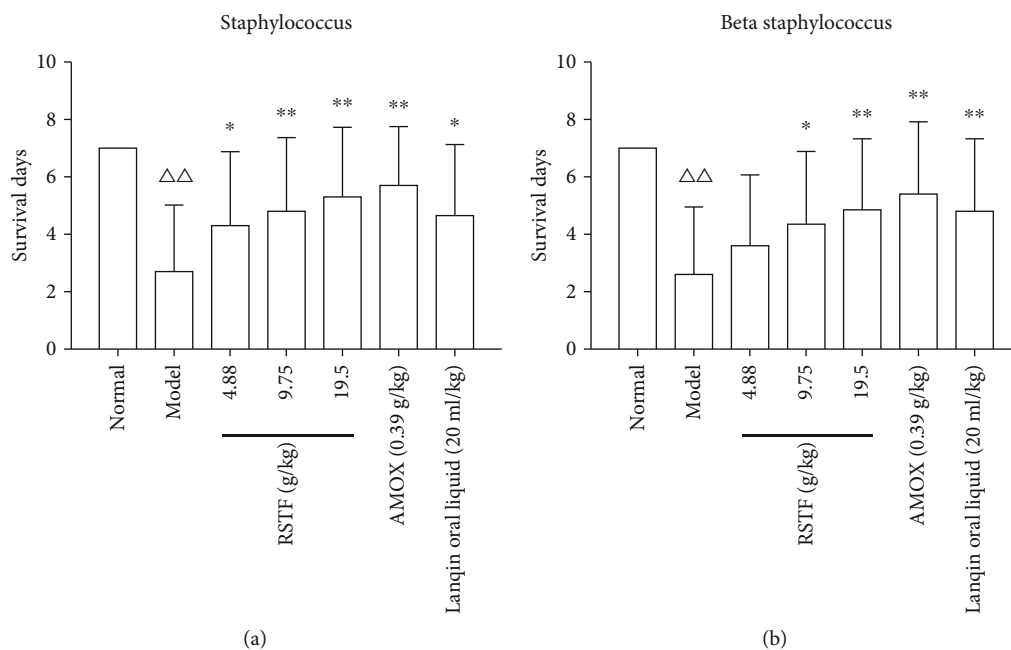 Staphylococcus
Survival days
10
8
6
4
2
0
△△
*
**
**
**
*
Normal
Model
4.88
9.75
19.5
RSTF (g/kg)
AMOX (0.39 g/kg)
Lanqin oral liquid (20 ml/kg)
(a)
Beta staphylococcus
Survival days
10
8
6
4
2
0
△△
*
**
**
**
Normal
Model
4.88
9.75
19.5
RSTF (g/kg)
AMOX (0.39 g/kg)
Lanqin oral liquid (20 ml/kg)
(b)